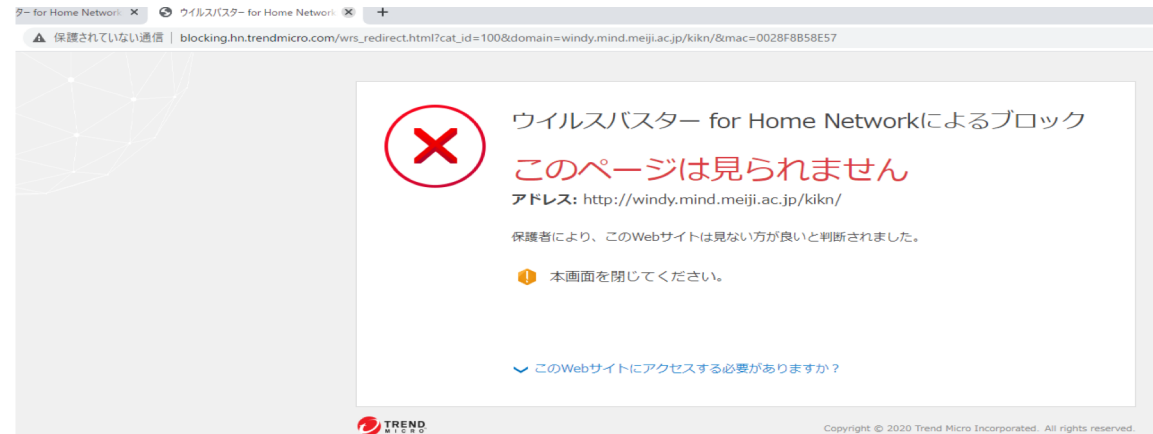 ター for Home Network
ウイルスバスター for Home Network
保護されていない通信 | blocking.hn.trendmicro.com/wrs_redirect.html?cat_id=100&domain=windy.mind.meiji.ac.jp/kikn/&mac=0028F8B58E57
ウイルスバスター for Home Networkによるブロック
このページは見られません
アドレス: http://windy.mind.meiji.ac.jp/kikn/
保護者により、このWebサイトは見ない方が良いと判断されました。
本画面を閉じてください。
このWebサイトにアクセスする必要がありますか？
TREND MICRO
Copyright © 2020 Trend Micro Incorporated. All rights reserved.